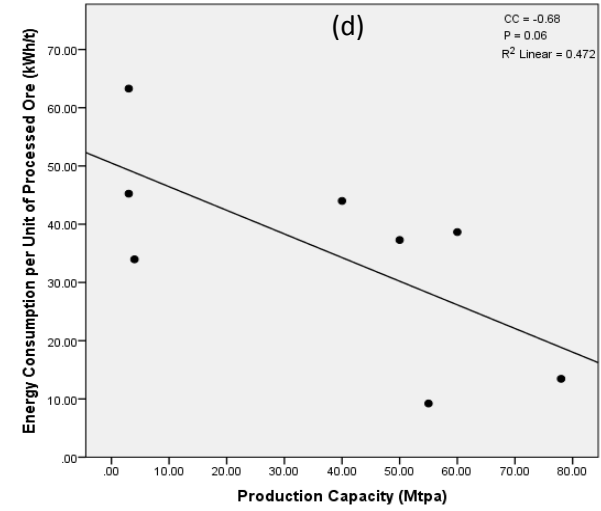 (d)
CC = -0.68
P = 0.06
R2 Linear = 0.472
Energy Consumption per Unit of Processed Ore (kWh/t)
70.00
60.00
50.00
40.00
30.00
20.00
10.00
.00
.00 10.00 20.00 30.00 40.00 50.00 60.00 70.00 80.00
Production Capacity (Mtpa)